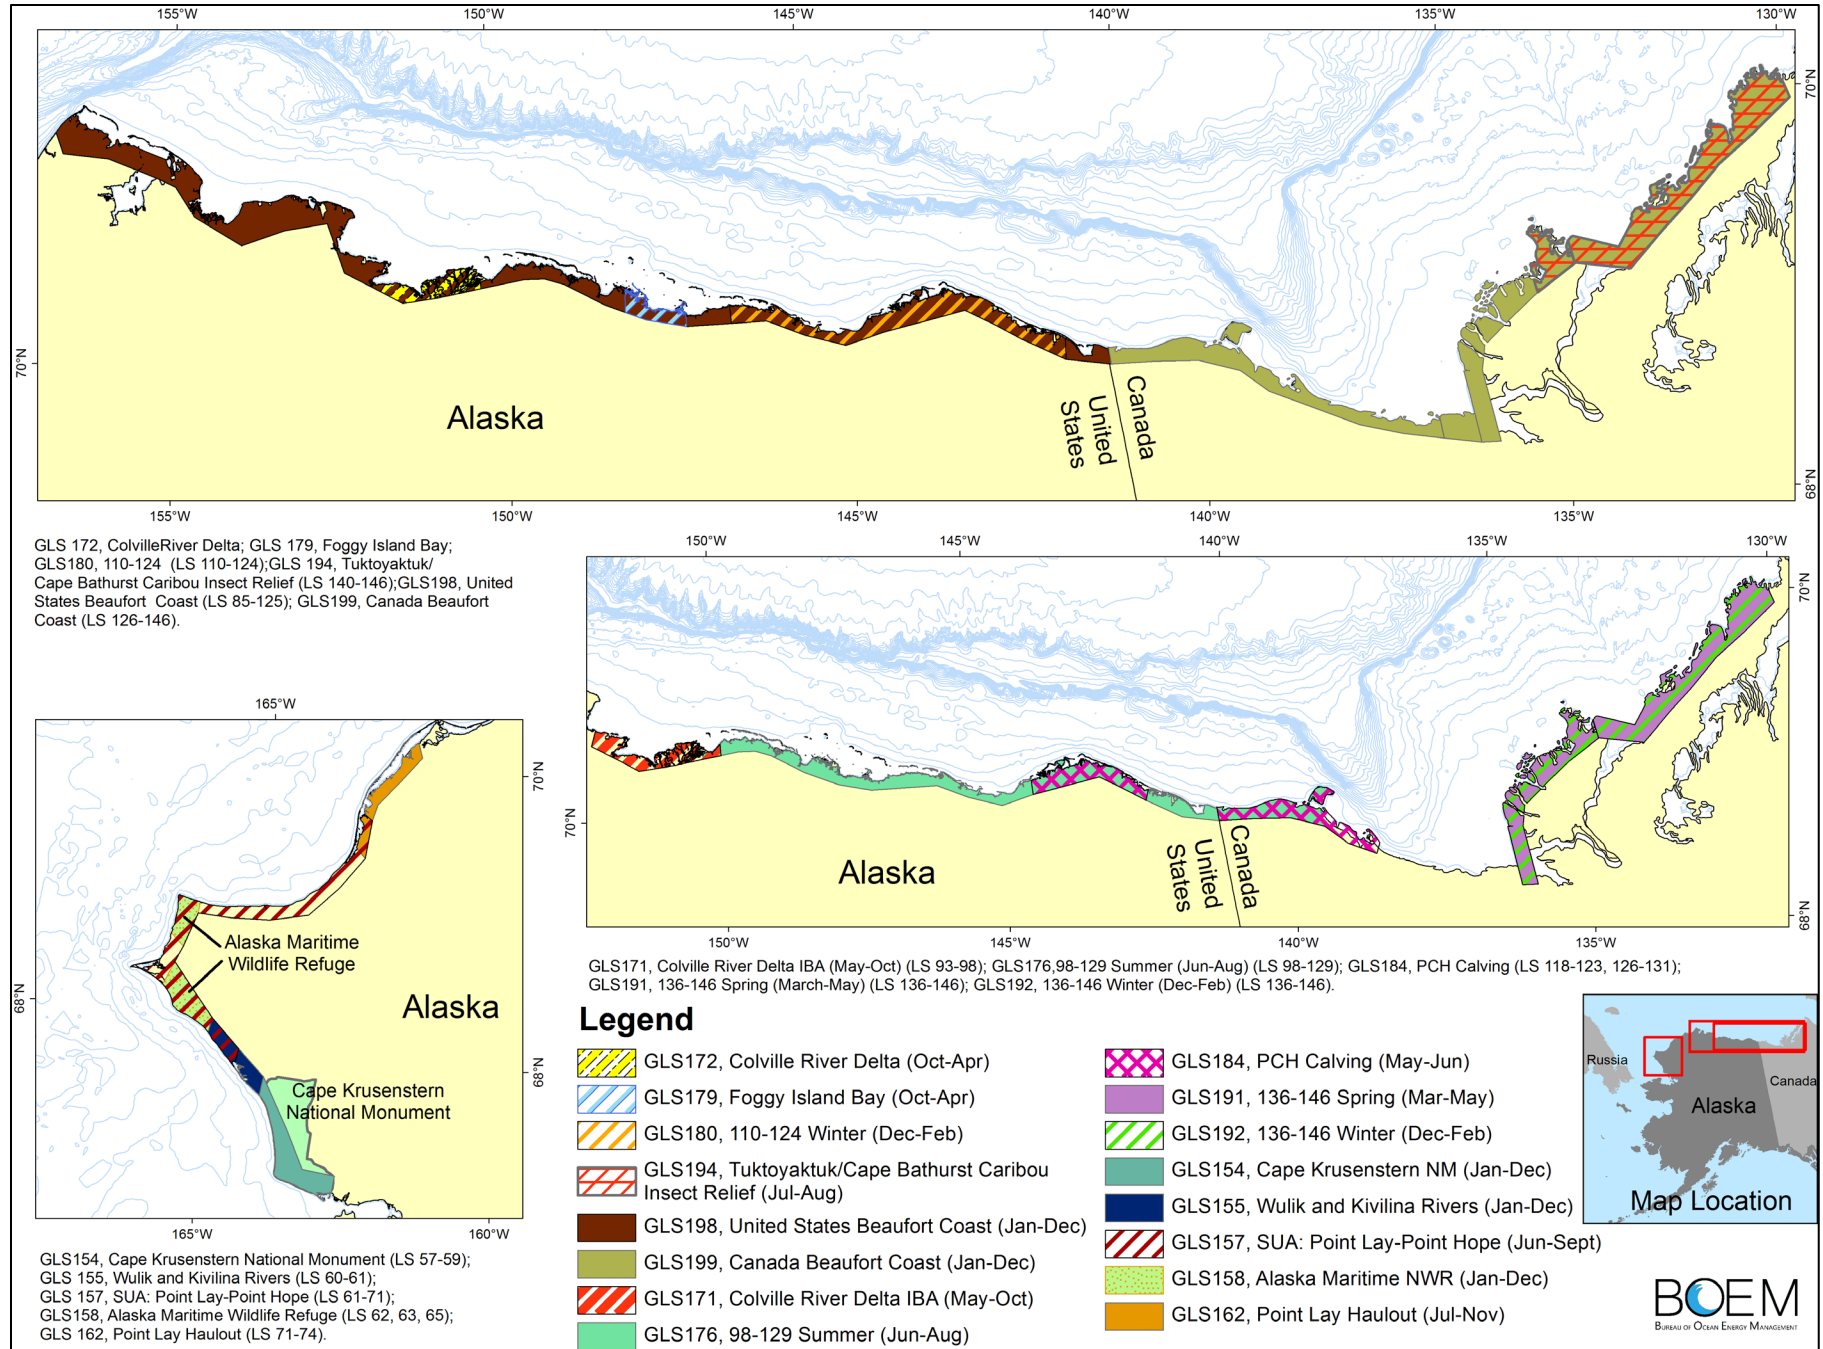 155°W 150°W 145°W 140°W 135°W 130°W
70°N
70°N
68°N
Alaska
United
States
Canada
155°W 150°W 145°W 140°W 135°W
GLS 172, ColvilleRiver Delta; GLS 179, Foggy Island Bay;
GLS180, 110-124 (LS 110-124);GLS 194, Tuktoyaktuk/
Cape Bathurst Caribou Insect Relief (LS 140-146);GLS198, United
States Beaufort Coast (LS 85-125); GLS199, Canada Beaufort
Coast (LS 126-146).
150°W 145°W 140°W 135°W 130°W
70°N
70°N
68°N
Alaska
United
States
Canada
150°W 145°W 140°W 135°W
GLS171, Colville River Delta IBA (May-Oct) (LS 93-98); GLS176,98-129 Summer (Jun-Aug) (LS 98-129); GLS184, PCH Calving (LS 118-123, 126-131);
GLS191, 136-146 Spring (March-May) (LS 136-146); GLS192, 136-146 Winter (Dec-Feb) (LS 136-146).
165°W
70°N
68°N
68°N
Alaska Maritime
Wildlife Refuge
Alaska
Cape Krusenstern
National Monument
165°W 160°W
GLS154, Cape Krusenstern National Monument (LS 57-59);
GLS 155, Wulik and Kivilina Rivers (LS 60-61);
GLS 157, SUA: Point Lay-Point Hope (LS 61-71);
GLS158, Alaska Maritime Wildlife Refuge (LS 62, 63, 65);
GLS 162, Point Lay Haulout (LS 71-74).
Legend
GLS172, Colville River Delta (Oct-Apr)
GLS179, Foggy Island Bay (Oct-Apr)
GLS180, 110-124 Winter (Dec-Feb)
GLS194, Tuktoyaktuk/Cape Bathurst Caribou
Insect Relief (Jul-Aug)
GLS198, United States Beaufort Coast (Jan-Dec)
GLS199, Canada Beaufort Coast (Jan-Dec)
GLS171, Colville River Delta IBA (May-Oct)
GLS176, 98-129 Summer (Jun-Aug)
GLS184, PCH Calving (May-Jun)
GLS191, 136-146 Spring (Mar-May)
GLS192, 136-146 Winter (Dec-Feb)
GLS154, Cape Krusenstern NM (Jan-Dec)
GLS155, Wulik and Kivilina Rivers (Jan-Dec)
GLS157, SUA: Point Lay-Point Hope (Jun-Sept)
GLS158, Alaska Maritime NWR (Jan-Dec)
GLS162, Point Lay Haulout (Jul-Nov)
Russia
Canada
Alaska
Map Location
BOEM
BUREAU OF OCEAN ENERGY MANAGEMENT